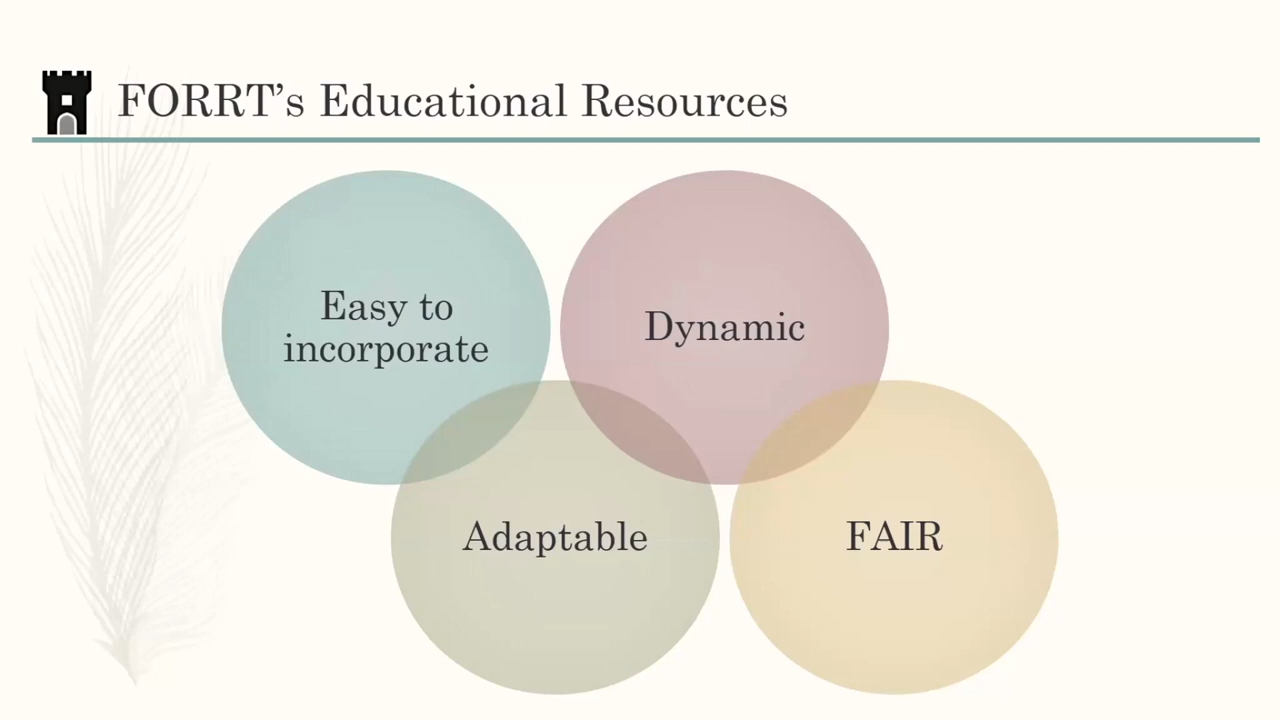 FORRT’s Educational Resources
Easy to
incorporate
Dynamic
Adaptable
FAIR